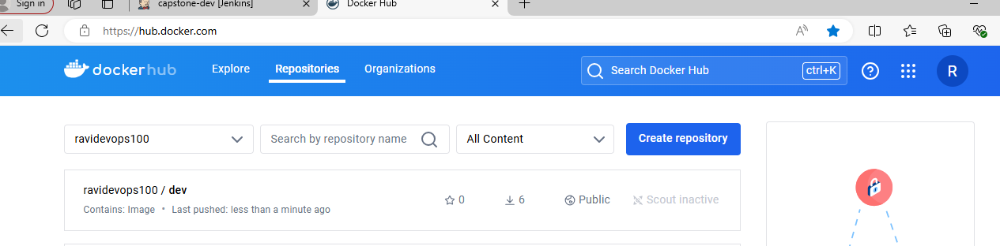 Sign in
capstone-dev [Jenkins]
Docker Hub
https://hub.docker.com
dockerhub
Explore
Repositories
Organizations
Search Docker Hub
ctrl+K
R
ravidevops100
Search by repository name
All Content
Create repository
ravidevops100 / dev
Contains: Image • Last pushed: less than a minute ago
0
6
Public
Scout inactive